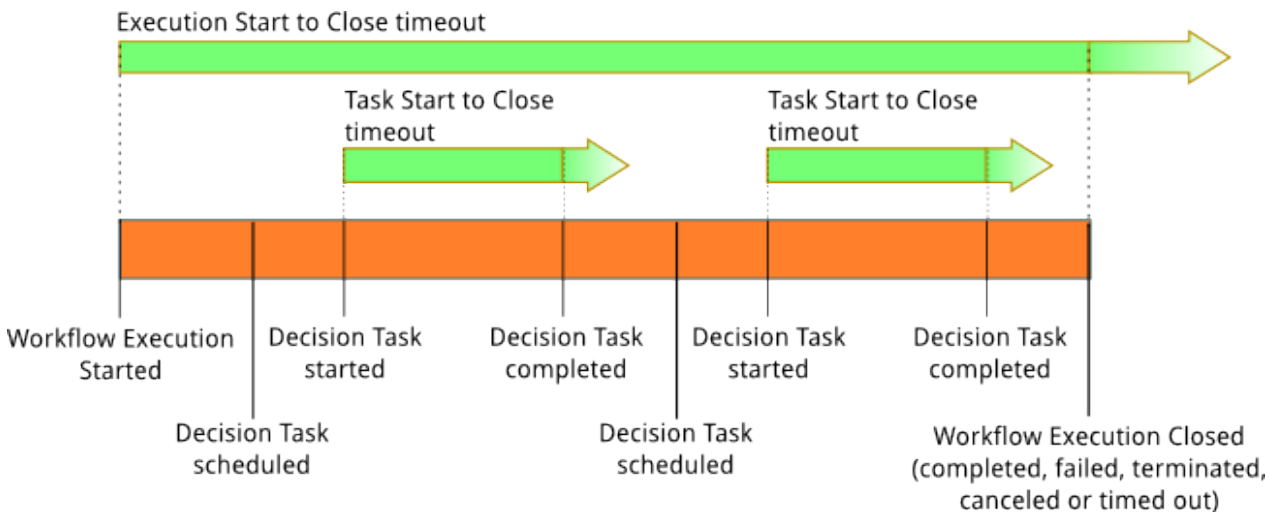 Execution Start to Close timeout
Task Start to Close
timeout
Task Start to Close
timeout
Workflow Execution
Started
Decision Task
started
Decision Task
completed
Decision Task
started
Decision Task
completed
Decision Task
scheduled
Decision Task
scheduled
Workflow Execution Closed
(completed, failed, terminated,
canceled or timed out)